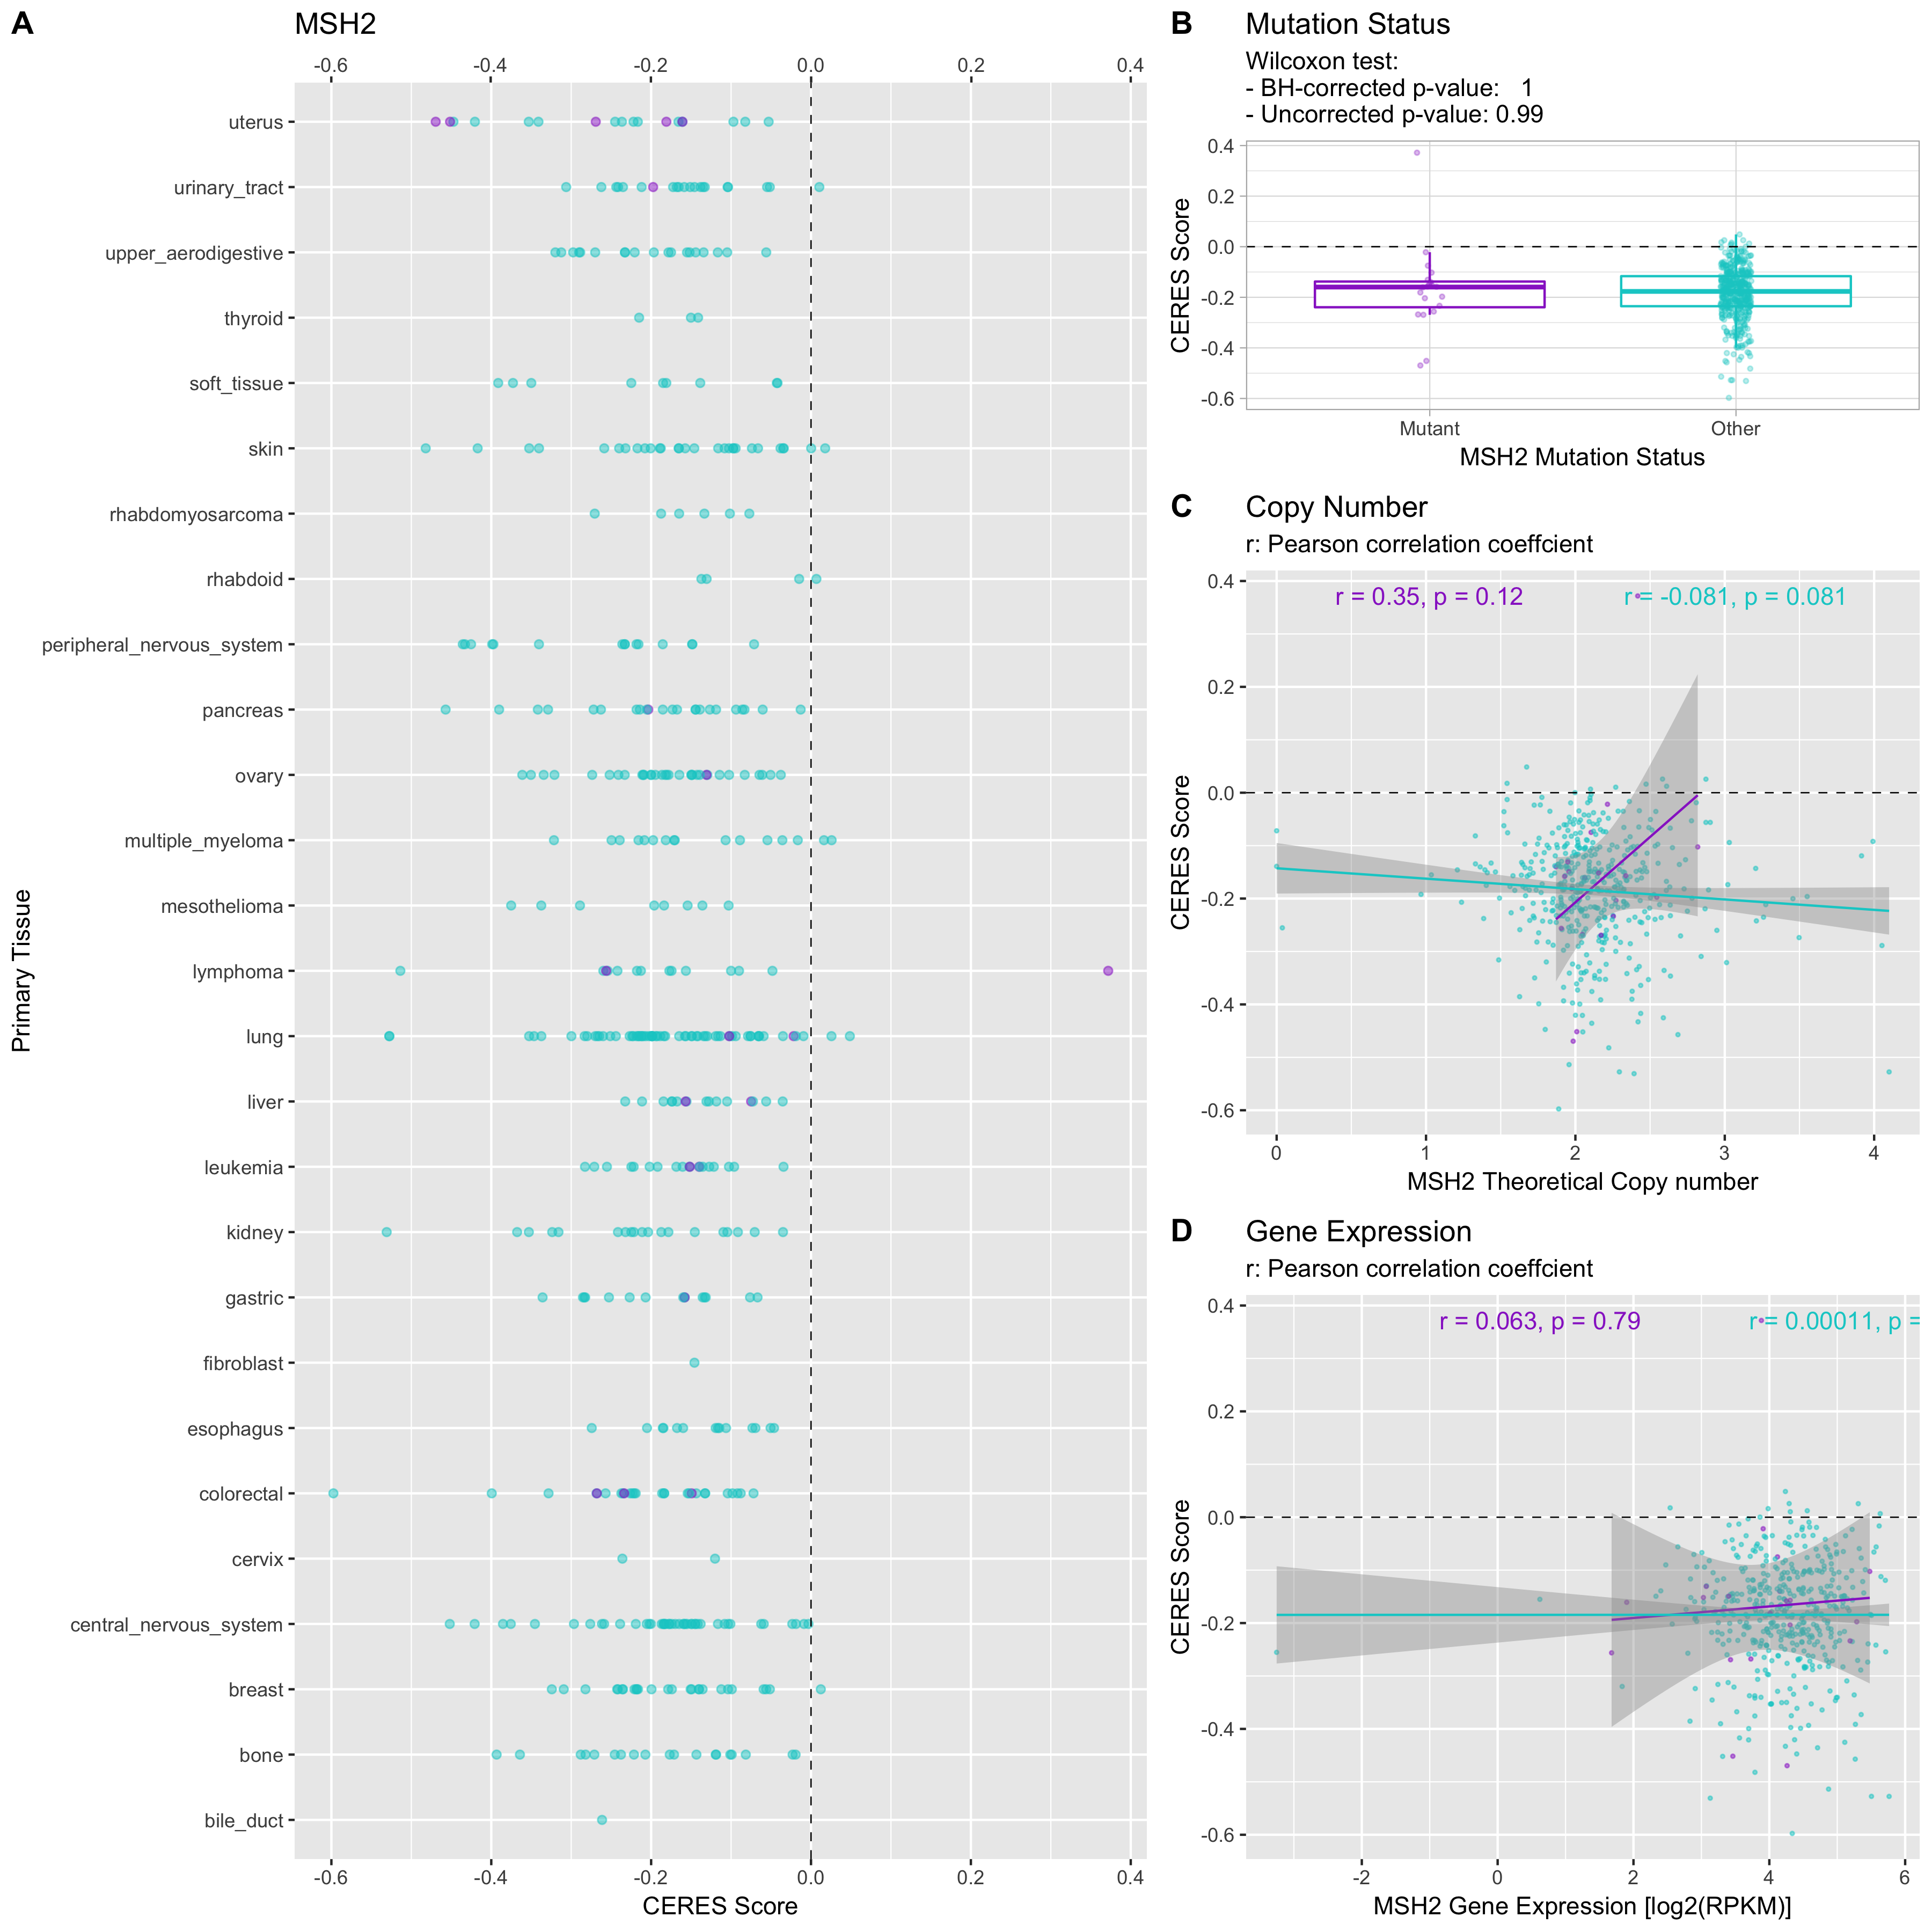 A
MSH2
-0.6 -0.4 -0.2 0.0 0.2 0.4
uterus
urinary_tract
upper_aerodigestive
thyroid
soft_tissue
skin
rhabdomyosarcoma
rhabdoid
peripheral_nervous_system
pancreas
ovary
multiple_myeloma
mesothelioma
lymphoma
lung
liver
leukemia
kidney
gastric
fibroblast
esophagus
colorectal
cervix
central_nervous_system
breast
bone
bile_duct
Primary Tissue
-0.6 -0.4 -0.2 0.0 0.2 0.4
CERES Score
B
Mutation Status
Wilcoxon test:
- BH-corrected p-value: 1
- Uncorrected p-value: 0.99
0.4
0.2
0.0
-0.2
-0.4
-0.6
CERES Score
Mutant Other
MSH2 Mutation Status
C
Copy Number
r: Pearson correlation coeffcient
r = 0.35, p = 0.12 r = -0.081, p = 0.081
0.4
0.2
0.0
-0.2
-0.4
-0.6
CERES Score
0 1 2 3 4
MSH2 Theoretical Copy number
D
Gene Expression
r: Pearson correlation coeffcient
r = 0.063, p = 0.79 r = 0.00011, p =
0.4
0.2
0.0
-0.2
-0.4
-0.6
CERES Score
-2 0 2 4 6
MSH2 Gene Expression [log2(RPKM)]